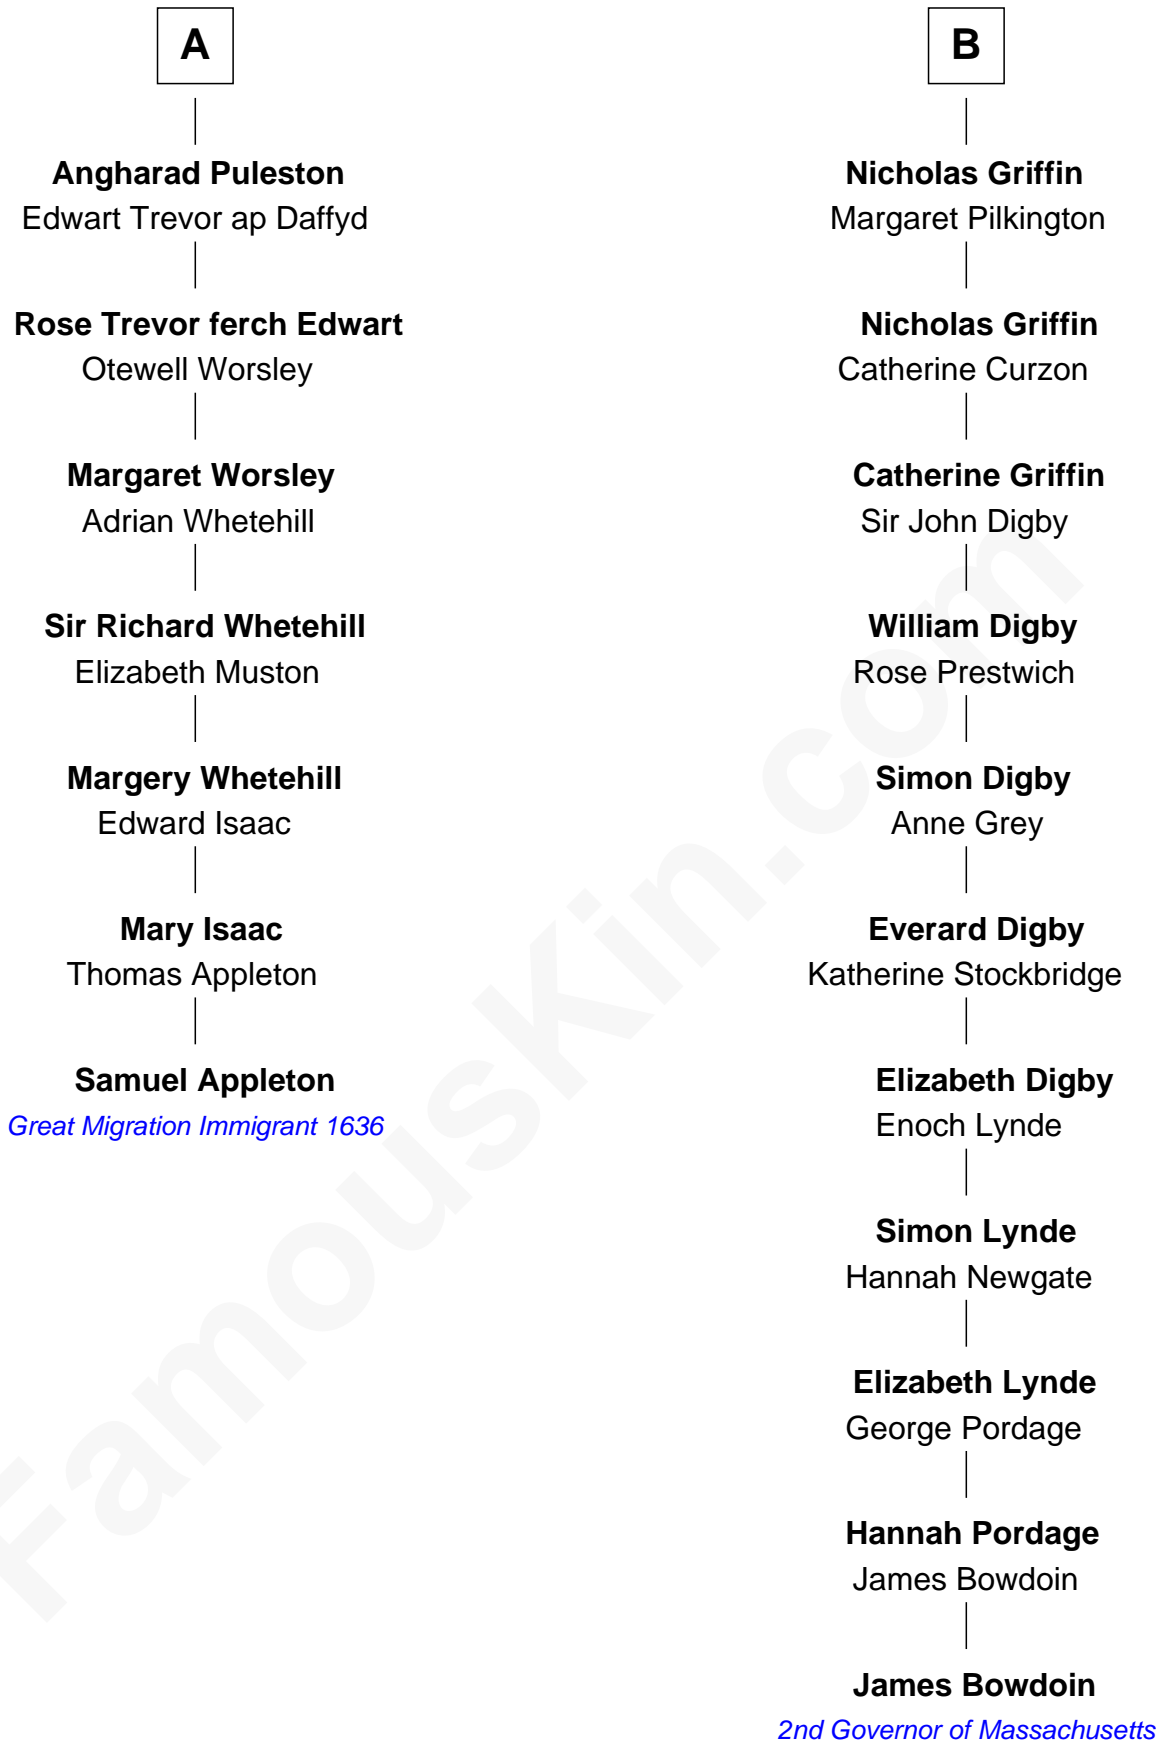 A
Angharad Puleston
Edwart Trevor ap Daffyd
Rose Trevor ferch Edwart
Otewell Worsley
Margaret Worsley
Adrian Whetehill
Sir Richard Whetehill
Elizabeth Muston
Margery Whetehill
Edward Isaac
Mary Isaac
Thomas Appleton
Samuel Appleton
Great Migration Immigrant 1636
B
Nicholas Griffin
Margaret Pilkington
Nicholas Griffin
Catherine Curzon
Catherine Griffin
Sir John Digby
William Digby
Rose Prestwich
Simon Digby
Anne Grey
Everard Digby
Katherine Stockbridge
Elizabeth Digby
Enoch Lynde
Simon Lynde
Hannah Newgate
Elizabeth Lynde
George Pordage
Hannah Pordage
James Bowdoin
James Bowdoin
2nd Governor of Massachusetts
FamousKin.com